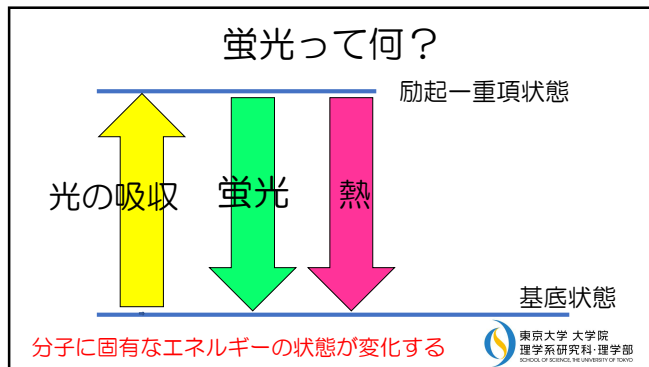 蛍光って何？
励起一重項状態
光の吸収
蛍光
熱
基底状態
分子に固有なエネルギーの状態が変化する
東京大学 大学院
理学系研究科・理学部
SCHOOL OF SCIENCE, THE UNIVERSITY OF TOKYO